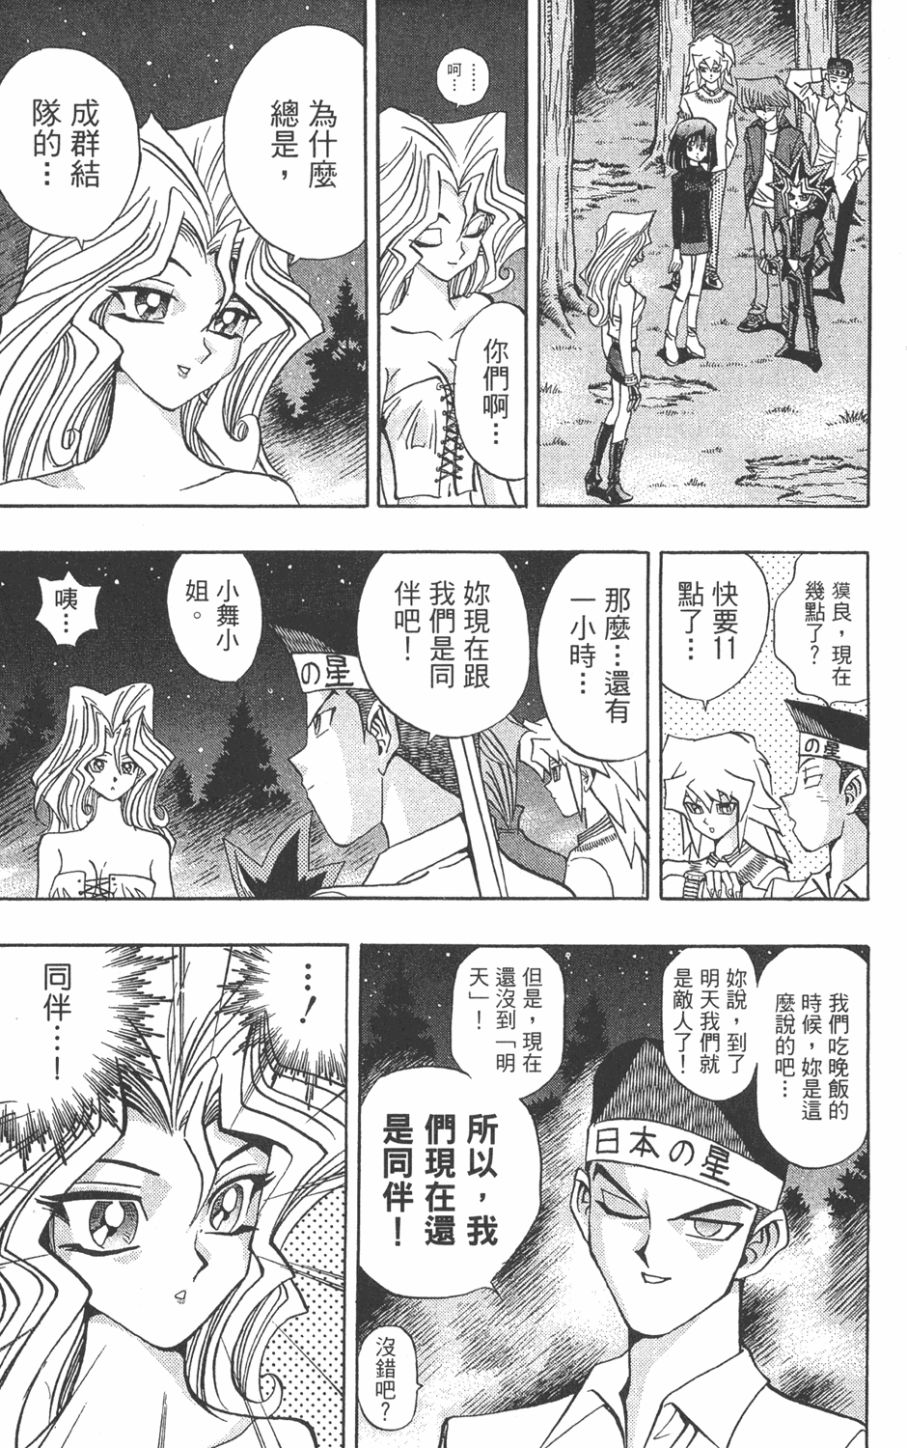 ……
呵…
你們啊…
為什麼
總是，
成群結
隊的…
獏良，現在
幾點了？
快要11
點了…
の星
那麼…還有
一小時…
妳現在跟
我們是同
伴吧！
の星
小舞小
姐。
咦…
我們吃晚飯的
時候，妳是這
麼說的吧…
妳說，到了
明天我們就
是敵人了！
但是，現在
還沒到「明
天」！
日本の星
所以，我
們現在還
是同伴！
沒錯吧？
…！
同伴…！